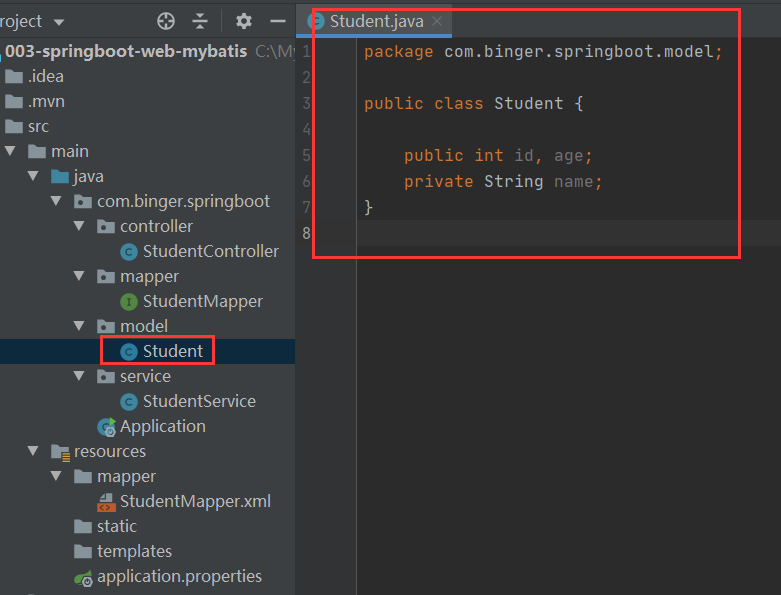 roject
Student.java
003-springboot-web-mybatis C:\My
.idea
.mvn
src
main
java
com.binger.springboot
controller
StudentController
mapper
StudentMapper
model
Student
service
StudentService
Application
resources
mapper
StudentMapper.xml
static
templates
application.properties
1 package com.binger.springboot.model;
2
3 public class Student {
4
5     public int id, age;
6     private String name;
7 }
8